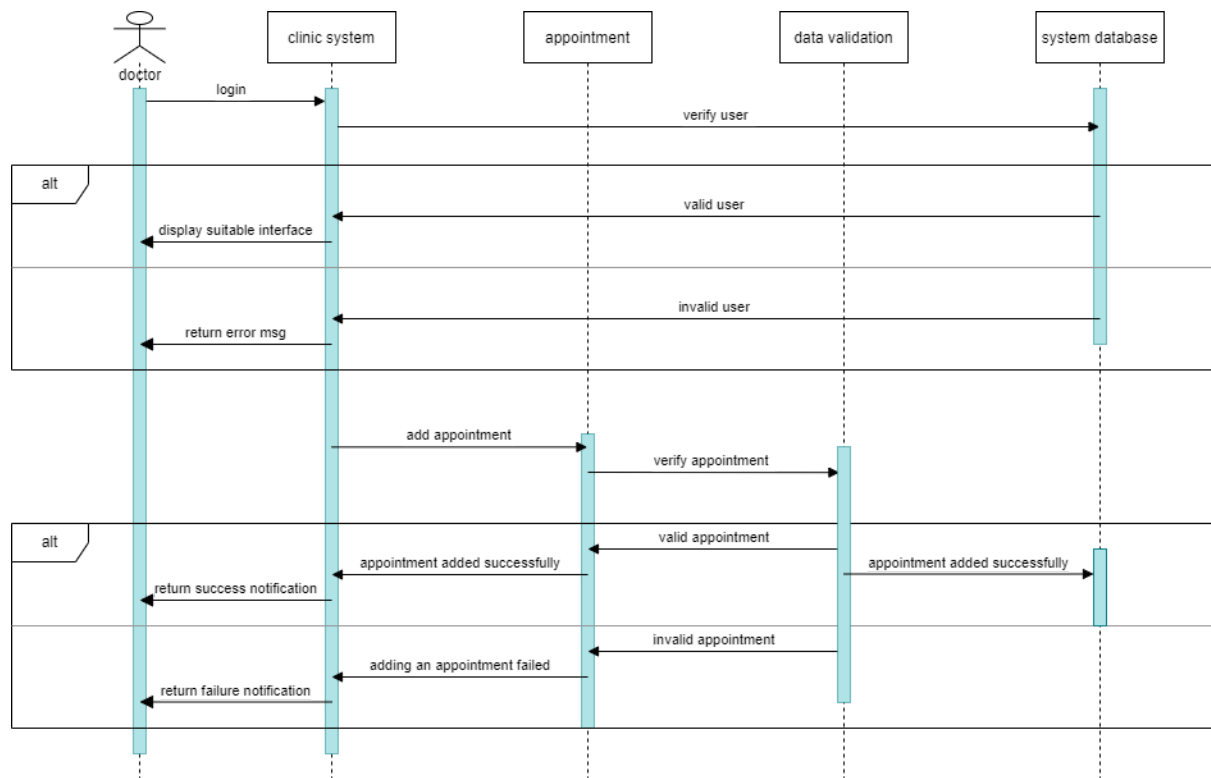 clinic system
appointment
data validation
system database
doctor
login
verify user
alt
valid user
display suitable interface
invalid user
return error msg
add appointment
verify appointment
alt
valid appointment
appointment added successfully
appointment added successfully
return success notification
invalid appointment
adding an appointment failed
return failure notification